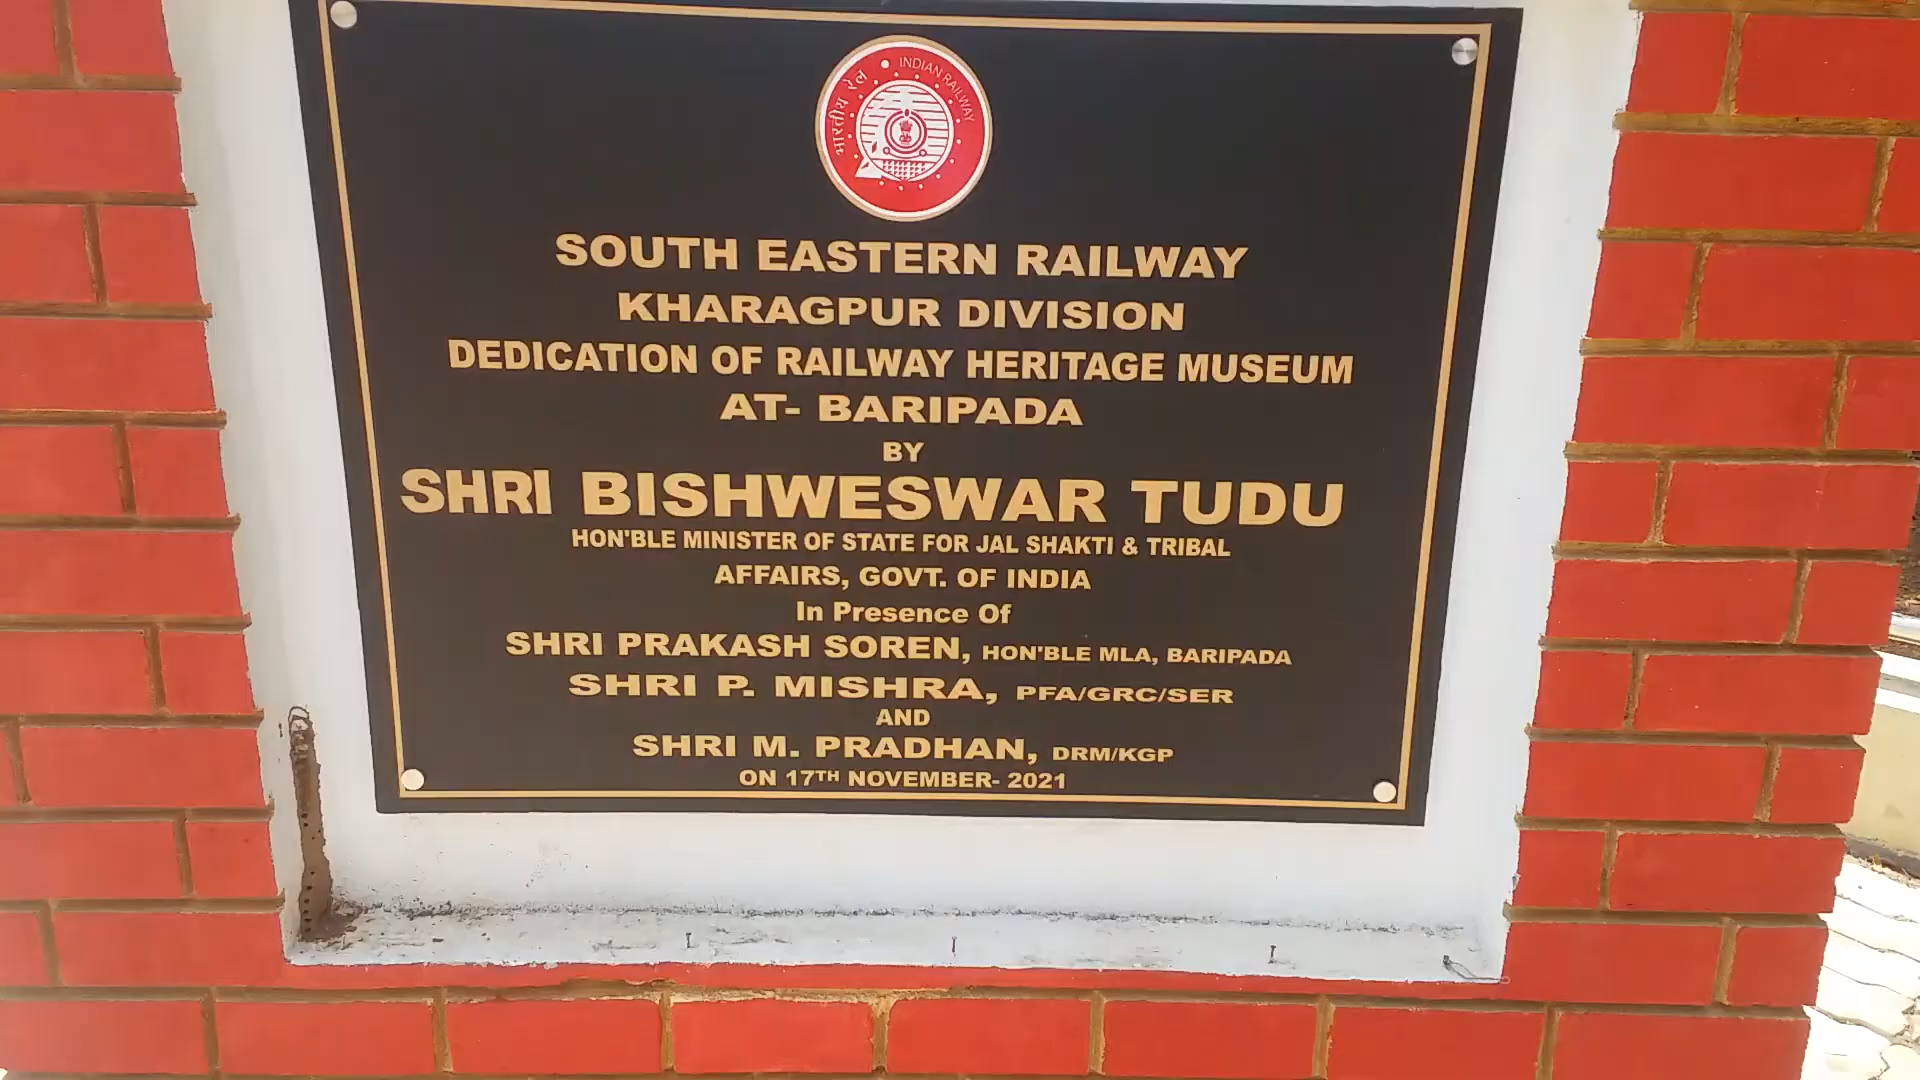 भारतीय रेल
INDIAN RAILWAY
SOUTH EASTERN RAILWAY
KHARAGPUR DIVISION
DEDICATION OF RAILWAY HERITAGE MUSEUM
AT- BARIPADA
BY
SHRI BISHWESWAR TUDU
HON'BLE MINISTER OF STATE FOR JAL SHAKTI & TRIBAL
AFFAIRS, GOVT. OF INDIA
In Presence Of
SHRI PRAKASH SOREN, HON'BLE MLA, BARIPADA
SHRI P. MISHRA, PFA/GRC/SER
AND
SHRI M. PRADHAN, DRM/KGP
ON 17TH NOVEMBER- 2021